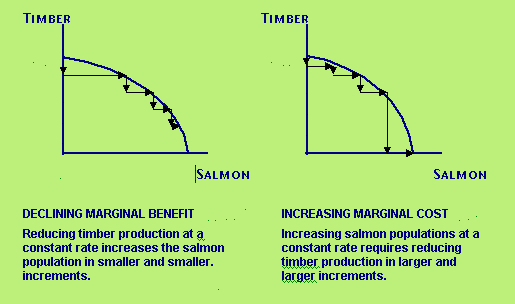 TIMBER
TIMBER
SALMON
SALMON
DECLINING MARGINAL BENEFIT
Reducing timber production at a
constant rate increases the salmon
population in smaller and smaller.
increments.
INCREASING MARGINAL COST
Increasing salmon populations at a
constant rate requires reducing
timber production in larger and
larger increments.